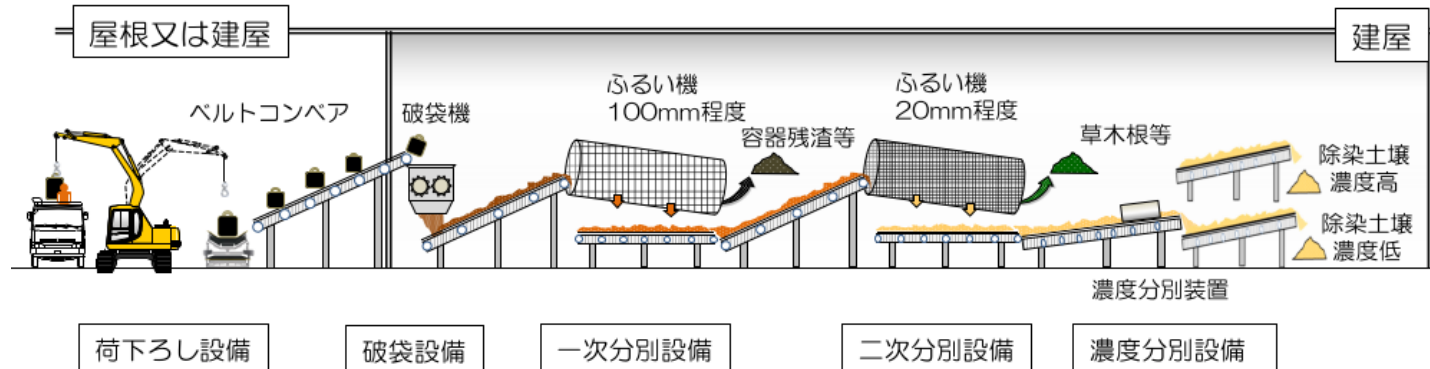 屋根又は建屋
建屋
ベルトコンベア
破袋機
ふるい機
100mm程度
容器残渣等
ふるい機
20mm程度
草木根等
除染土壌
濃度高
除染土壌
濃度低
濃度分別装置
荷下ろし設備
破袋設備
一次分別設備
二次分別設備
濃度分別設備